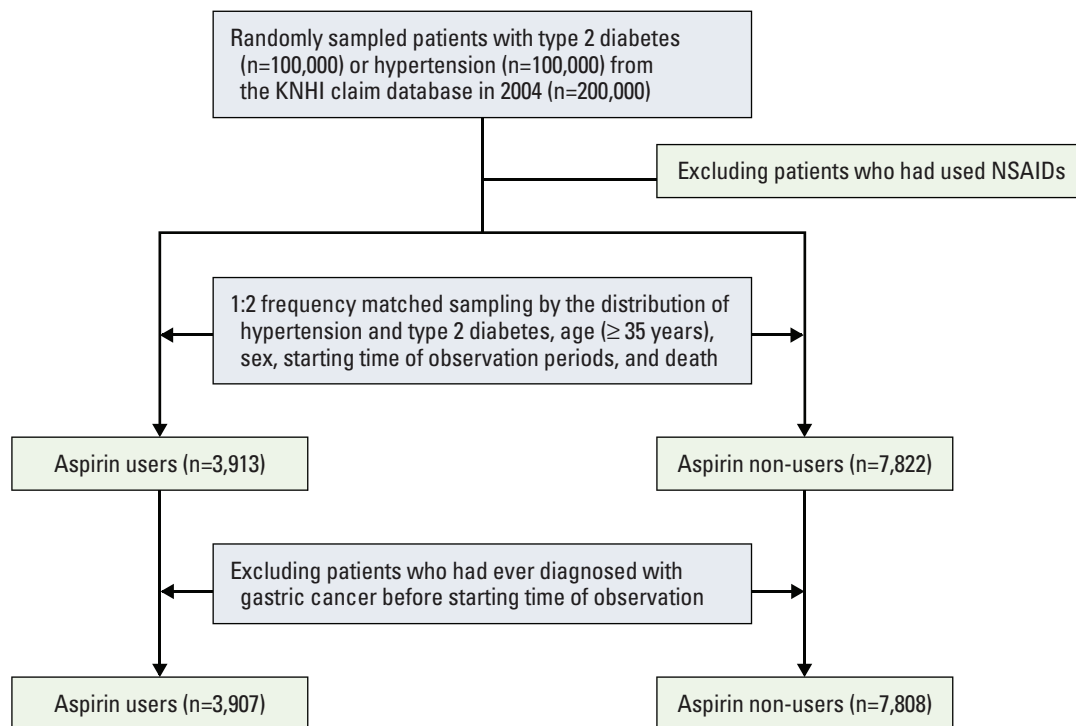 Randomly sampled patients with type 2 diabetes
(n=100,000) or hypertension (n=100,000) from
the KNHI claim database in 2004 (n=200,000)
Excluding patients who had used NSAIDs
1:2 frequency matched sampling by the distribution of
hypertension and type 2 diabetes, age (≥ 35 years),
sex, starting time of observation periods, and death
Aspirin users (n=3,913)
Aspirin non-users (n=7,822)
Excluding patients who had ever diagnosed with
gastric cancer before starting time of observation
Aspirin users (n=3,907)
Aspirin non-users (n=7,808)